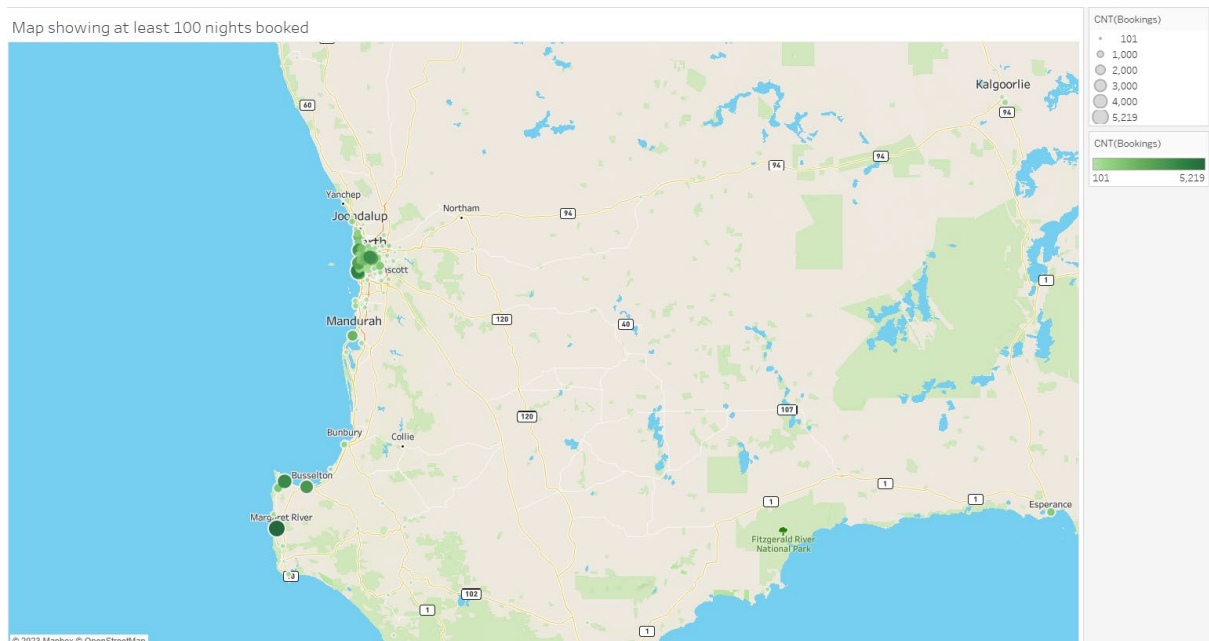 Map showing at least 100 nights booked
CNT(Bookings)
101
1,000
2,000
3,000
4,000
5,219
CNT(Bookings)
101 5,219
Kalgoorlie
94
60
94
94
Yanchep
Joondalup
Northam
94
1
Mandurah
120
40
107
120
Bunbury
Collie
Busselton
1
1
1
Esperance
Margaret River
Fitzgerald River
National Park
102
1
1
© 2023 Mapbox © OpenStreetMap